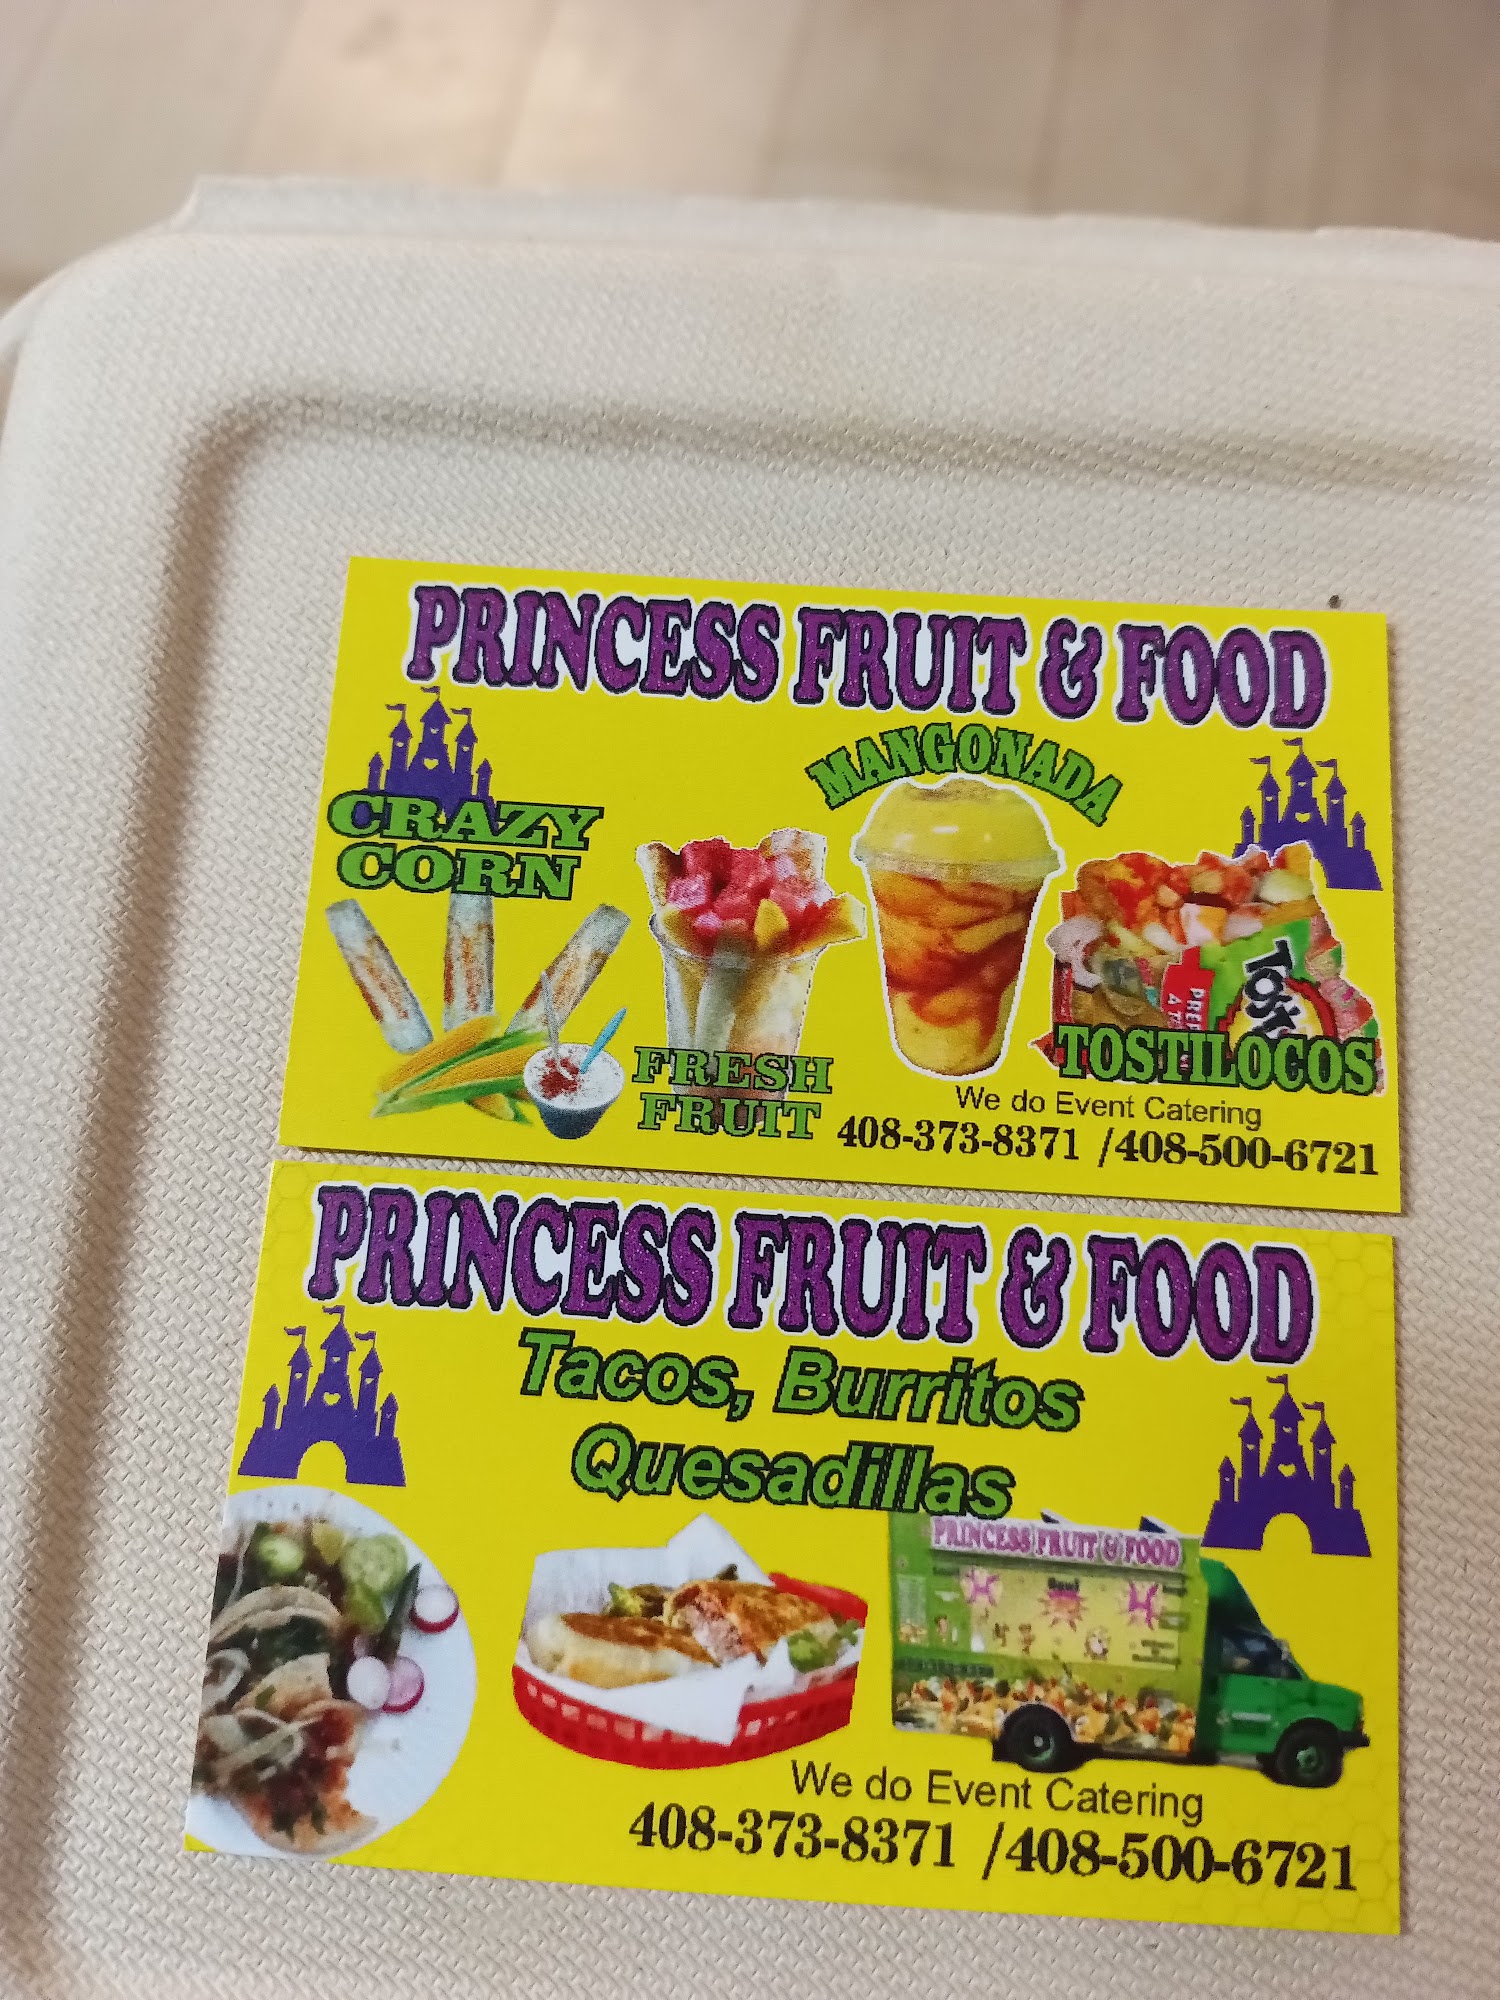 PRINCESS FRUIT & FOOD
MANGONADA
CRAZY
CORN
Tos
TOSTILOCOS
FRESH
FRUIT
We do Event Catering
408-373-8371 /408-500-6721
PRINCESS FRUIT & FOOD
Tacos, Burritos
Quesadillas
PRINCESS FRUIT & FOOD
We do Event Catering
408-373-8371 /408-500-6721